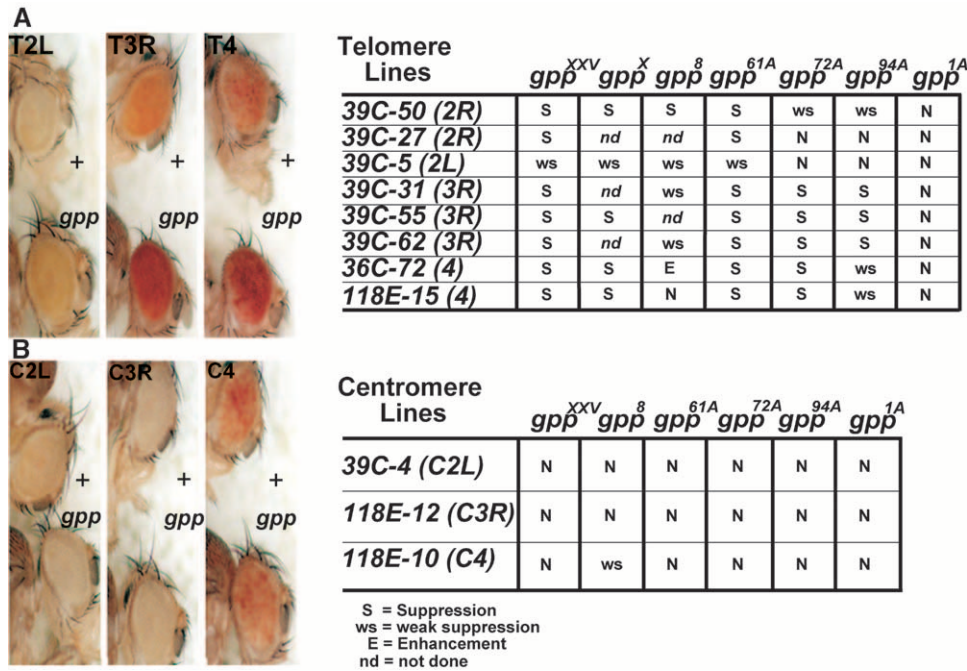 A
T2L T3R T4
+ + +
gpp gpp gpp
Telomere
Lines
gpp^XXV gpp^X gpp^8 gpp^61A gpp^72A gpp^94A gpp^1A
39C-50 (2R) S S S S ws ws N
39C-27 (2R) S nd nd S N N N
39C-5 (2L) ws ws ws ws N N N
39C-31 (3R) S nd ws S S S N
39C-55 (3R) S S nd S S S N
39C-62 (3R) S nd ws S S S N
36C-72 (4) S S E S S ws N
118E-15 (4) S S N S S ws N
B
C2L C3R C4
+ + +
gpp gpp gpp
Centromere
Lines
gpp^XXV gpp^8 gpp^61A gpp^72A gpp^94A gpp^1A
39C-4 (C2L) N N N N N N
118E-12 (C3R) N N N N N N
118E-10 (C4) N ws N N N N
S = Suppression
ws = weak suppression
E = Enhancement
nd = not done